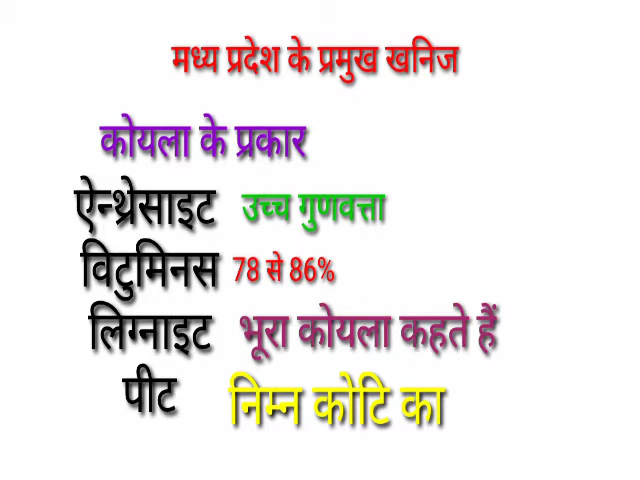 मध्य प्रदेश के प्रमुख खनिज
कोयला के प्रकार
ऐन्थ्रेसाइट उच्च गुणवत्ता
विटुमिनस 78 से 86%
लिग्नाइट भूरा कोयला कहते हैं
पीट निम्न कोटि का